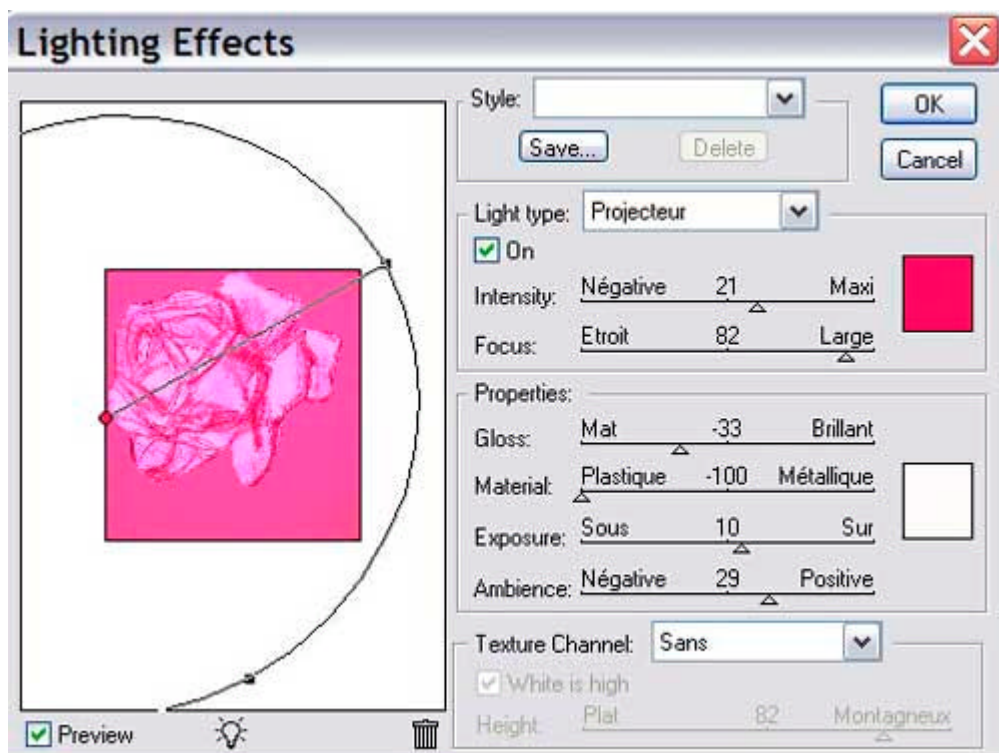 Lighting Effects
Style:
OK
Save...
Delete
Cancel
Light type: Projecteur
On
Intensity: Négative 21 Maxi
Focus: Etroit 82 Large
Properties:
Gloss: Mat -33 Brillant
Material: Plastique -100 Métallique
Exposure: Sous 10 Sur
Ambience: Négative 29 Positive
Texture Channel: Sans
White is high
Height: Plat 82 Montagneux
Preview